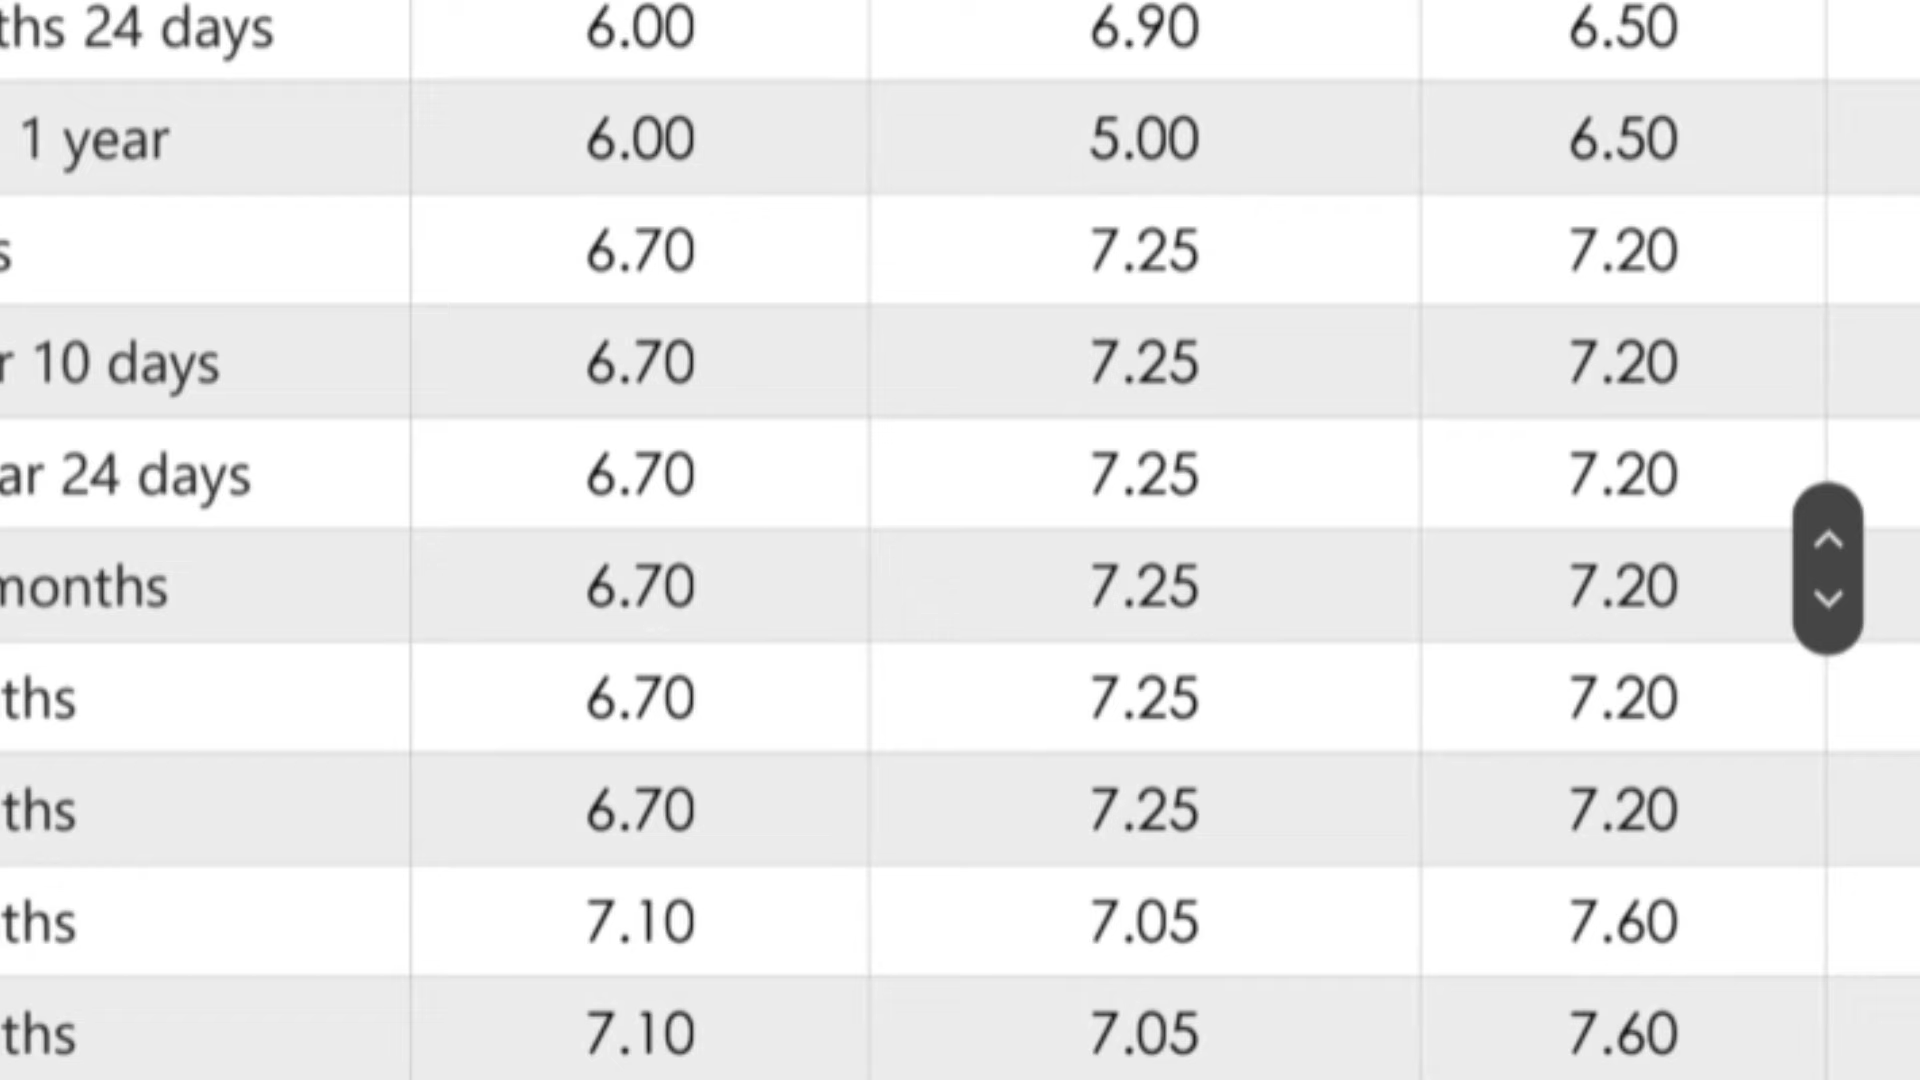 ths 24 days 6.00 6.90 6.50
1 year 6.00 5.00 6.50
s 6.70 7.25 7.20
r 10 days 6.70 7.25 7.20
ar 24 days 6.70 7.25 7.20
months 6.70 7.25 7.20
ths 6.70 7.25 7.20
ths 6.70 7.25 7.20
ths 7.10 7.05 7.60
ths 7.10 7.05 7.60